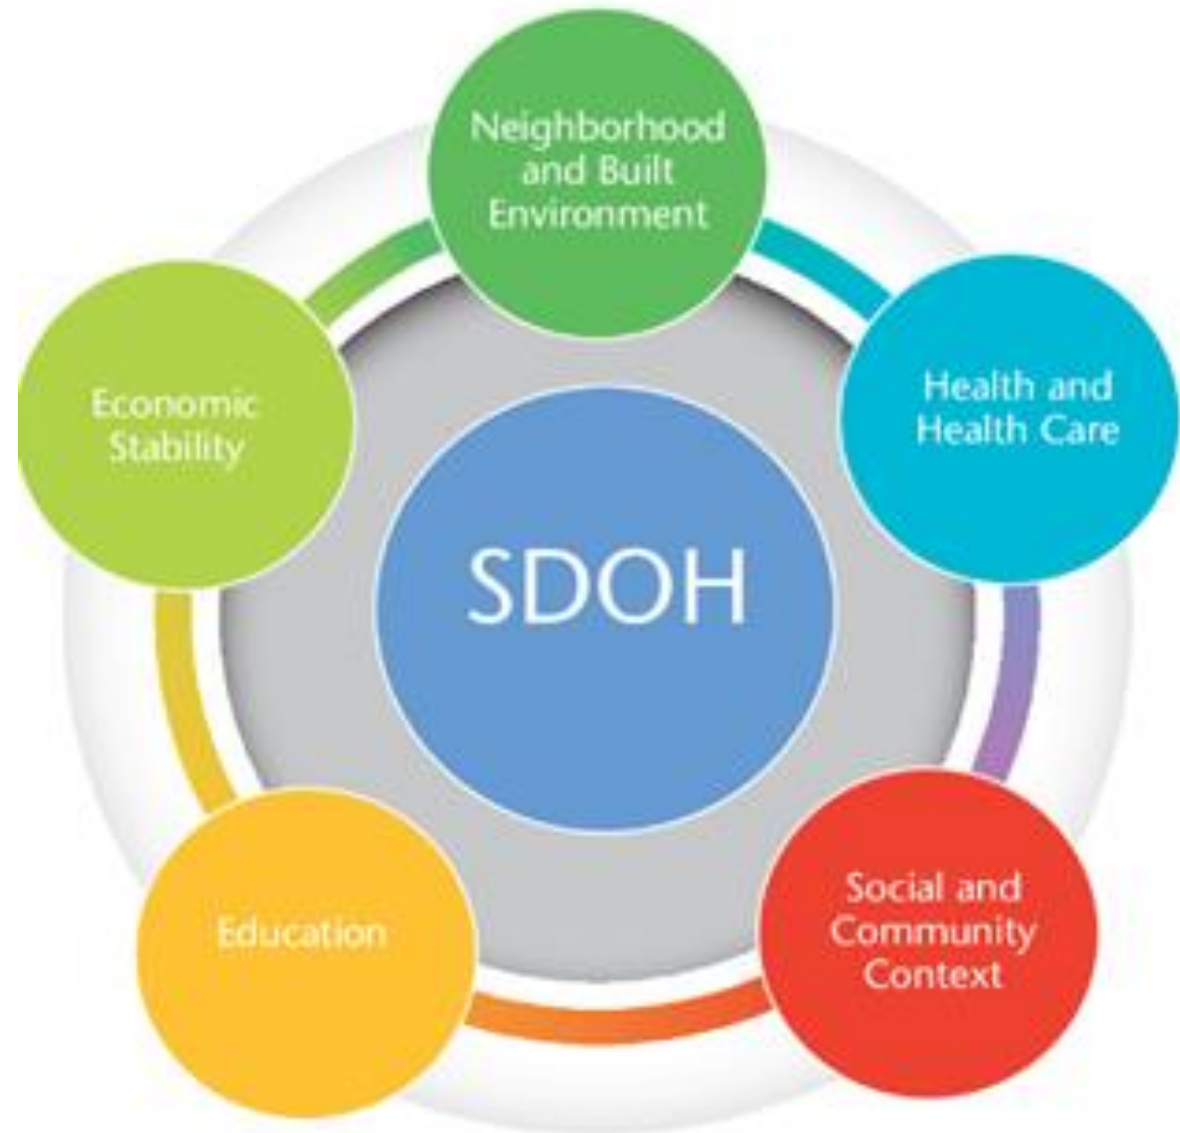 Neighborhood
and Built
Environment
Economic
Stability
Health and
Health Care
SDOH
Education
Social and
Community
Context